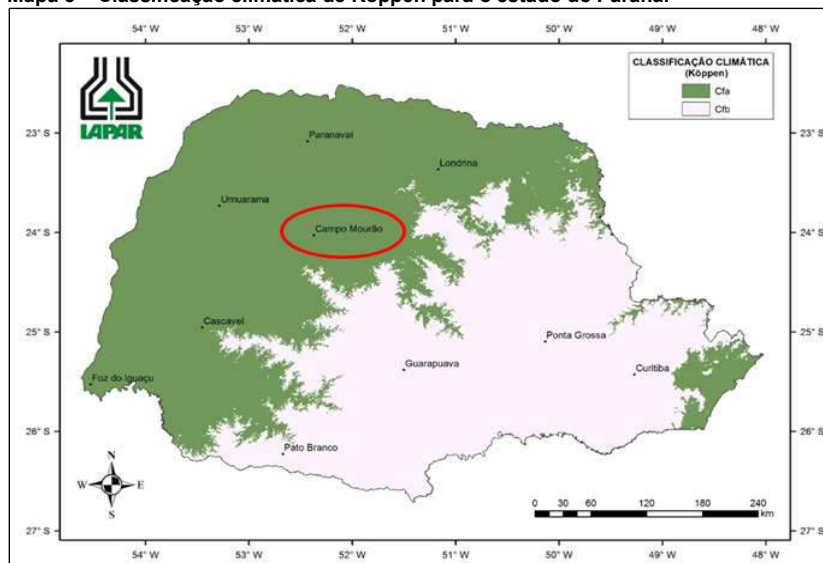 Mapa 3 – Classificação climática de Köppen para o estado do Paraná.
54° W 53° W 52° W 51° W 50° W 49° W 48° W
CLASSIFICAÇÃO CLIMÁTICA
(Köppen)
Cfa
Cfb
IAPAR
23° S
23° S
Paranavaí
Londrina
Umuarama
24° S
Campo Mourão
24° S
Cascavel
25° S
25° S
Ponta Grossa
Guarapuava
Curitiba
Foz do Iguaçu
26° S
26° S
Pato Branco
N
W E
S
0 30 60 120 180 240
km
27° S
27° S
54° W 53° W 52° W 51° W 50° W 49° W 48° W